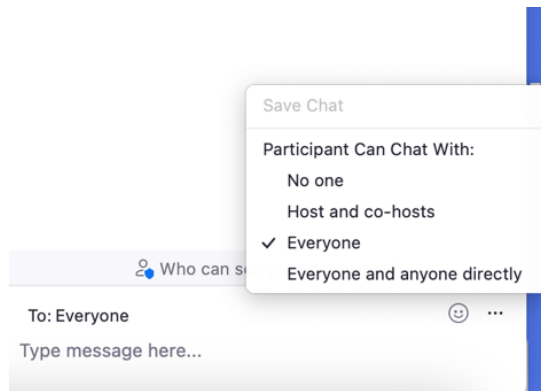 Save Chat
Participant Can Chat With:
No one
Host and co-hosts
✓ Everyone
Everyone and anyone directly
Who can
To: Everyone
...
Type message here...